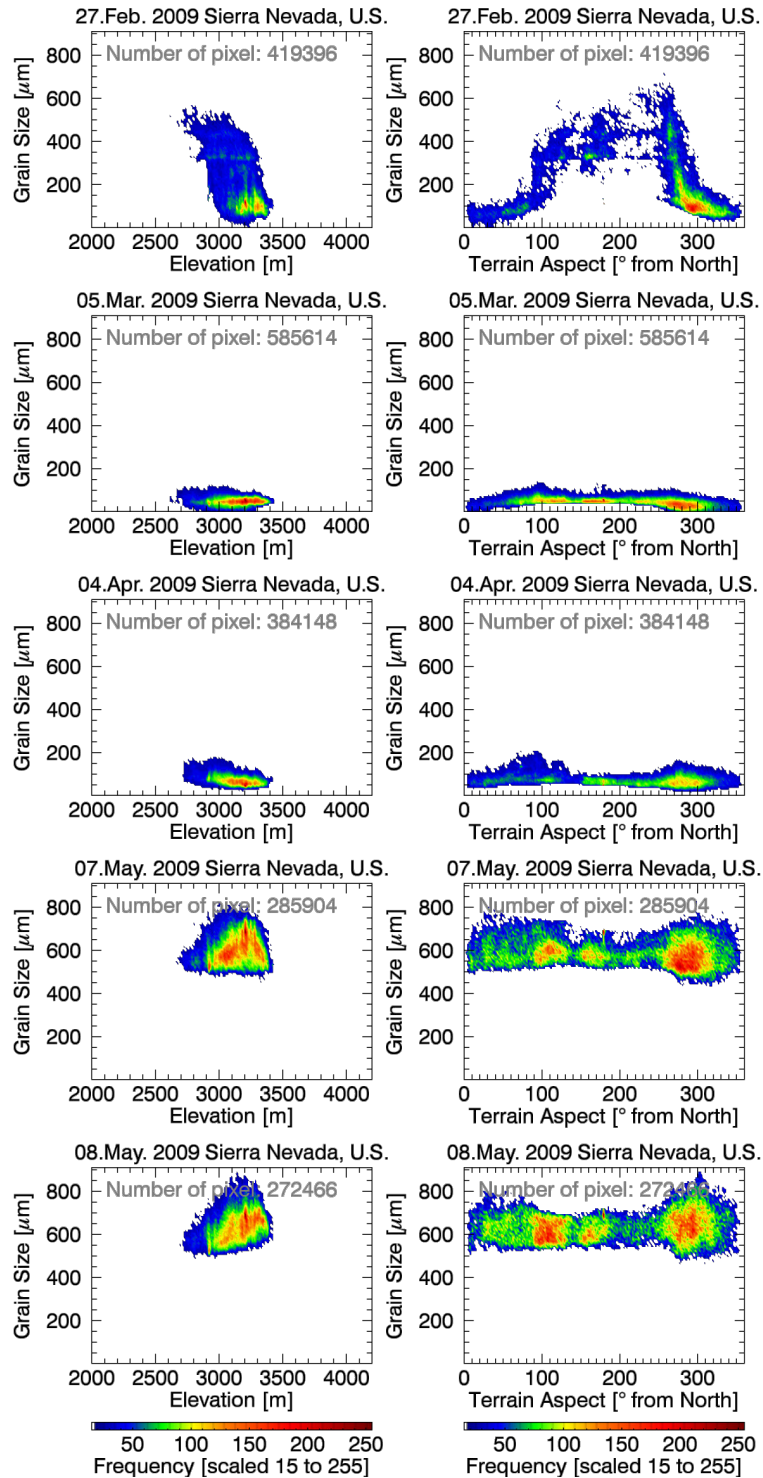 27.Feb. 2009 Sierra Nevada, U.S.
Number of pixel: 419396
Grain Size [μm]
800
600
400
200
2000 2500 3000 3500 4000
Elevation [m]
27.Feb. 2009 Sierra Nevada, U.S.
Number of pixel: 419396
Grain Size [μm]
800
600
400
200
0 100 200 300
Terrain Aspect [° from North]
05.Mar. 2009 Sierra Nevada, U.S.
Number of pixel: 585614
Grain Size [μm]
800
600
400
200
2000 2500 3000 3500 4000
Elevation [m]
05.Mar. 2009 Sierra Nevada, U.S.
Number of pixel: 585614
Grain Size [μm]
800
600
400
200
0 100 200 300
Terrain Aspect [° from North]
04.Apr. 2009 Sierra Nevada, U.S.
Number of pixel: 384148
Grain Size [μm]
800
600
400
200
2000 2500 3000 3500 4000
Elevation [m]
04.Apr. 2009 Sierra Nevada, U.S.
Number of pixel: 384148
Grain Size [μm]
800
600
400
200
0 100 200 300
Terrain Aspect [° from North]
07.May. 2009 Sierra Nevada, U.S.
Number of pixel: 285904
Grain Size [μm]
800
600
400
200
2000 2500 3000 3500 4000
Elevation [m]
07.May. 2009 Sierra Nevada, U.S.
Number of pixel: 285904
Grain Size [μm]
800
600
400
200
0 100 200 300
Terrain Aspect [° from North]
08.May. 2009 Sierra Nevada, U.S.
Number of pixel: 272466
Grain Size [μm]
800
600
400
200
2000 2500 3000 3500 4000
Elevation [m]
08.May. 2009 Sierra Nevada, U.S.
Number of pixel: 272466
Grain Size [μm]
800
600
400
200
0 100 200 300
Terrain Aspect [° from North]
50 100 150 200 250
Frequency [scaled 15 to 255]
50 100 150 200 250
Frequency [scaled 15 to 255]